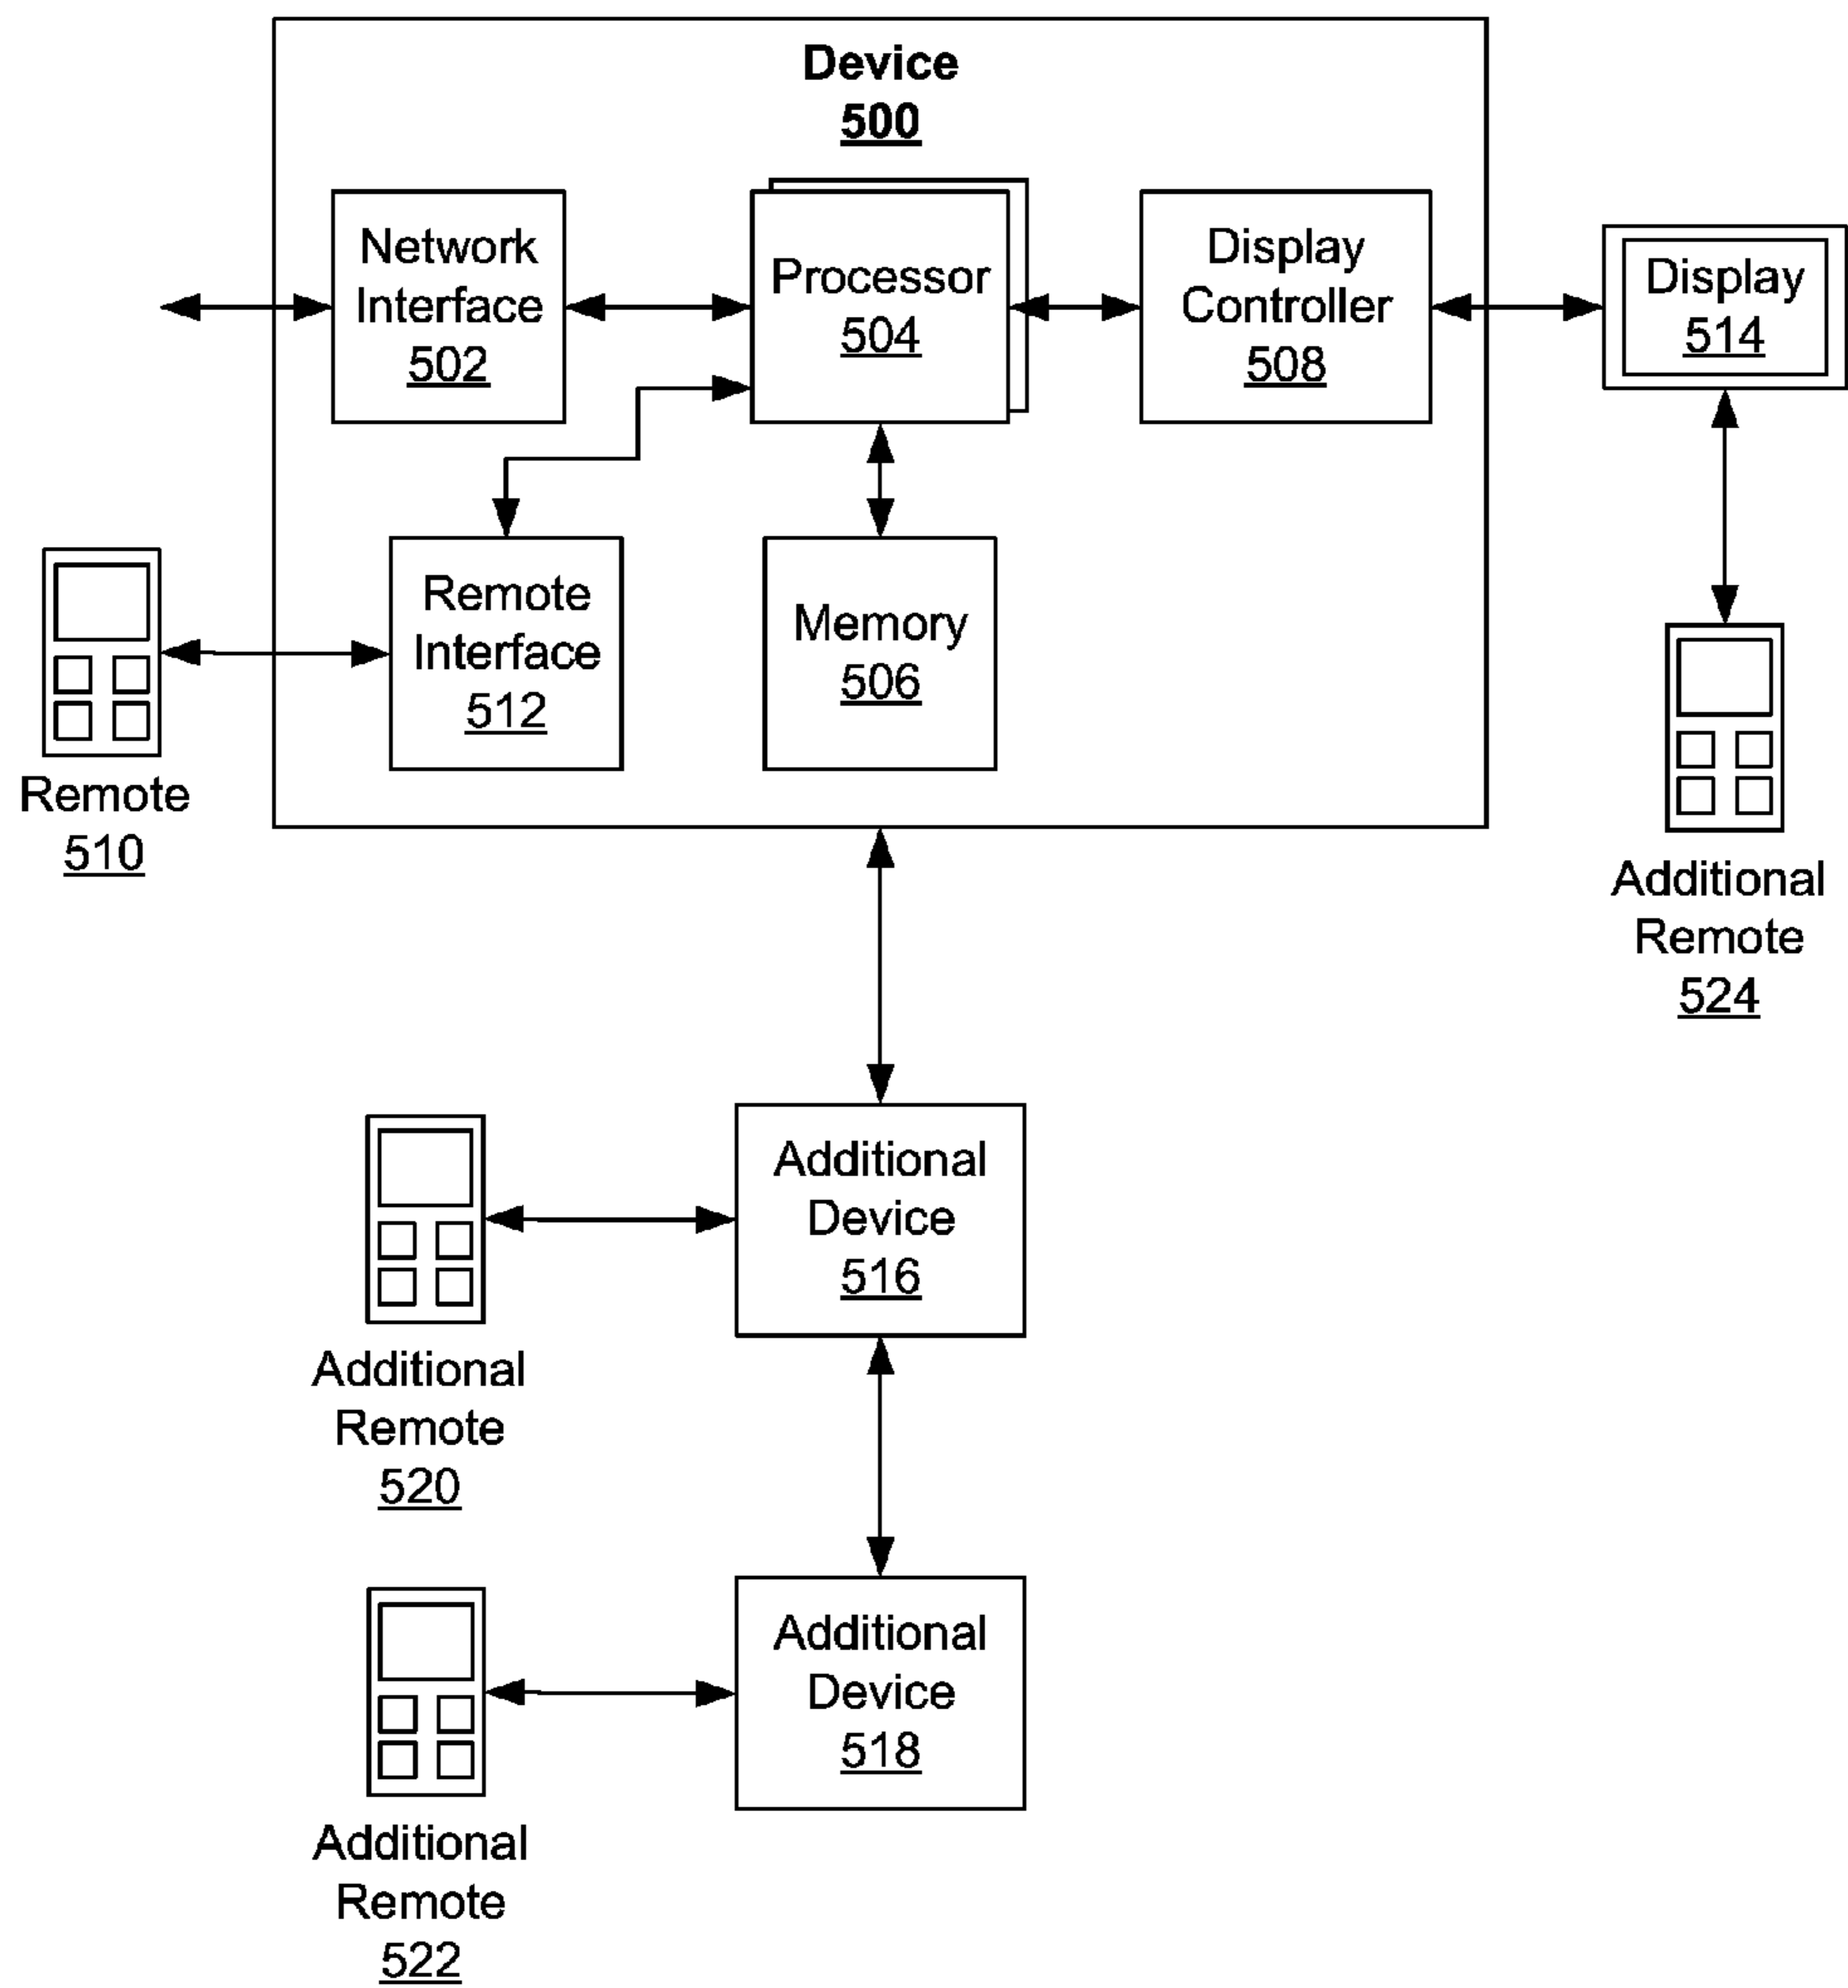 Device
500
Network
Interface
502
Processor
504
Display
Controller
508
Display
514
Remote
Interface
512
Memory
506
Remote
510
Additional
Remote
524
Additional
Device
516
Additional
Remote
520
Additional
Device
518
Additional
Remote
522